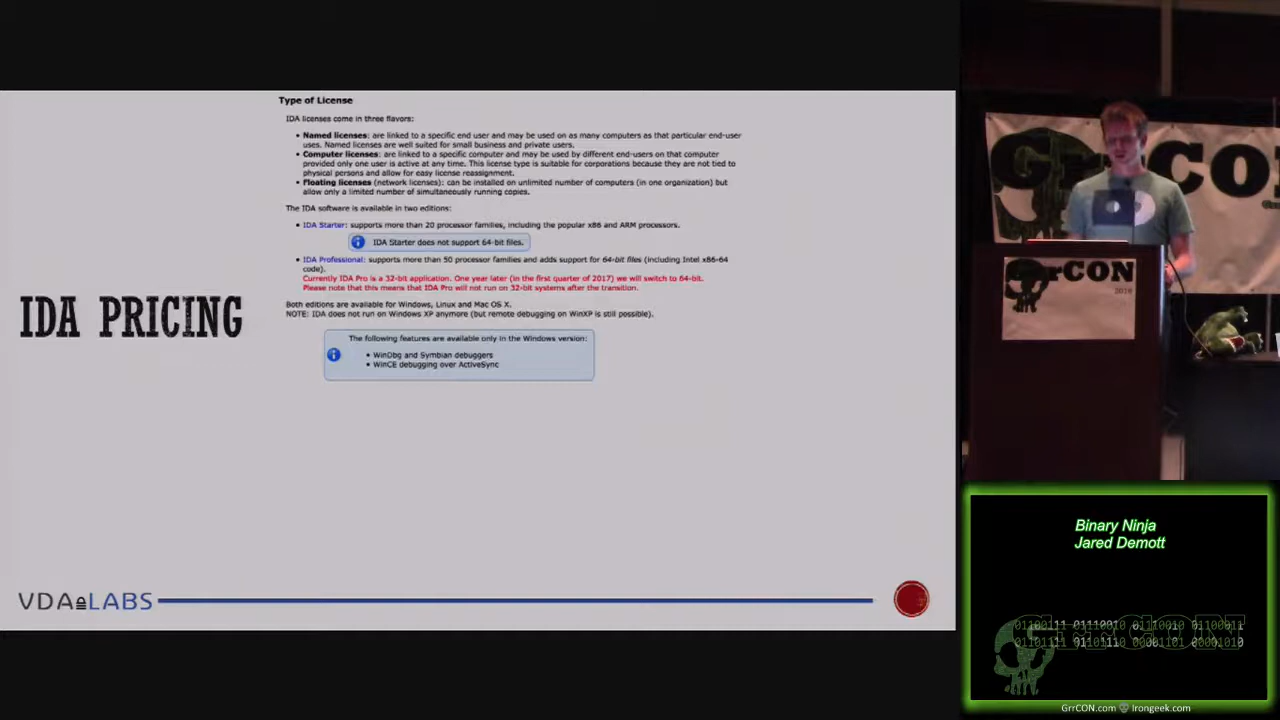 Type of License
IDA licenses come in three flavors:
• Named licenses: are linked to a specific end user and may be used on as many computers as that particular end-user
uses. Named licenses are well suited for small business and private users.
• Computer licenses: are linked to a specific computer and may be used by different end-users on that computer
provided only one user is active at any time. This license type is suitable for corporations because they are not tied to
physical persons and allow for easy license reassignment.
• Floating licenses (network licenses): can be installed on unlimited number of computers (in one organization) but
allow only a limited number of simultaneously running copies.
The IDA software is available in two editions:
• IDA Starter: supports more than 20 processor families, including the popular x86 and ARM processors.
IDA Starter does not support 64-bit files.
• IDA Professional: supports more than 50 processor families and adds support for 64-bit files (including Intel x86-64
code).
Currently IDA Pro is a 32-bit application. One year later (in the first quarter of 2017) we will switch to 64-bit.
Please note that this means that IDA Pro will not run on 32-bit systems after the transition.
Both editions are available for Windows, Linux and Mac OS X.
NOTE: IDA does not run on Windows XP anymore (but remote debugging on WinXP is still possible).
The following features are available only in the Windows version:
• WinDbg and Symbian debuggers
• WinCE debugging over ActiveSync
IDA PRICING
VDA LABS
GrrCO
GrrCON
2016
Binary Ninja
Jared Demott
GrrCON
GrrCON.com Irongeek.com